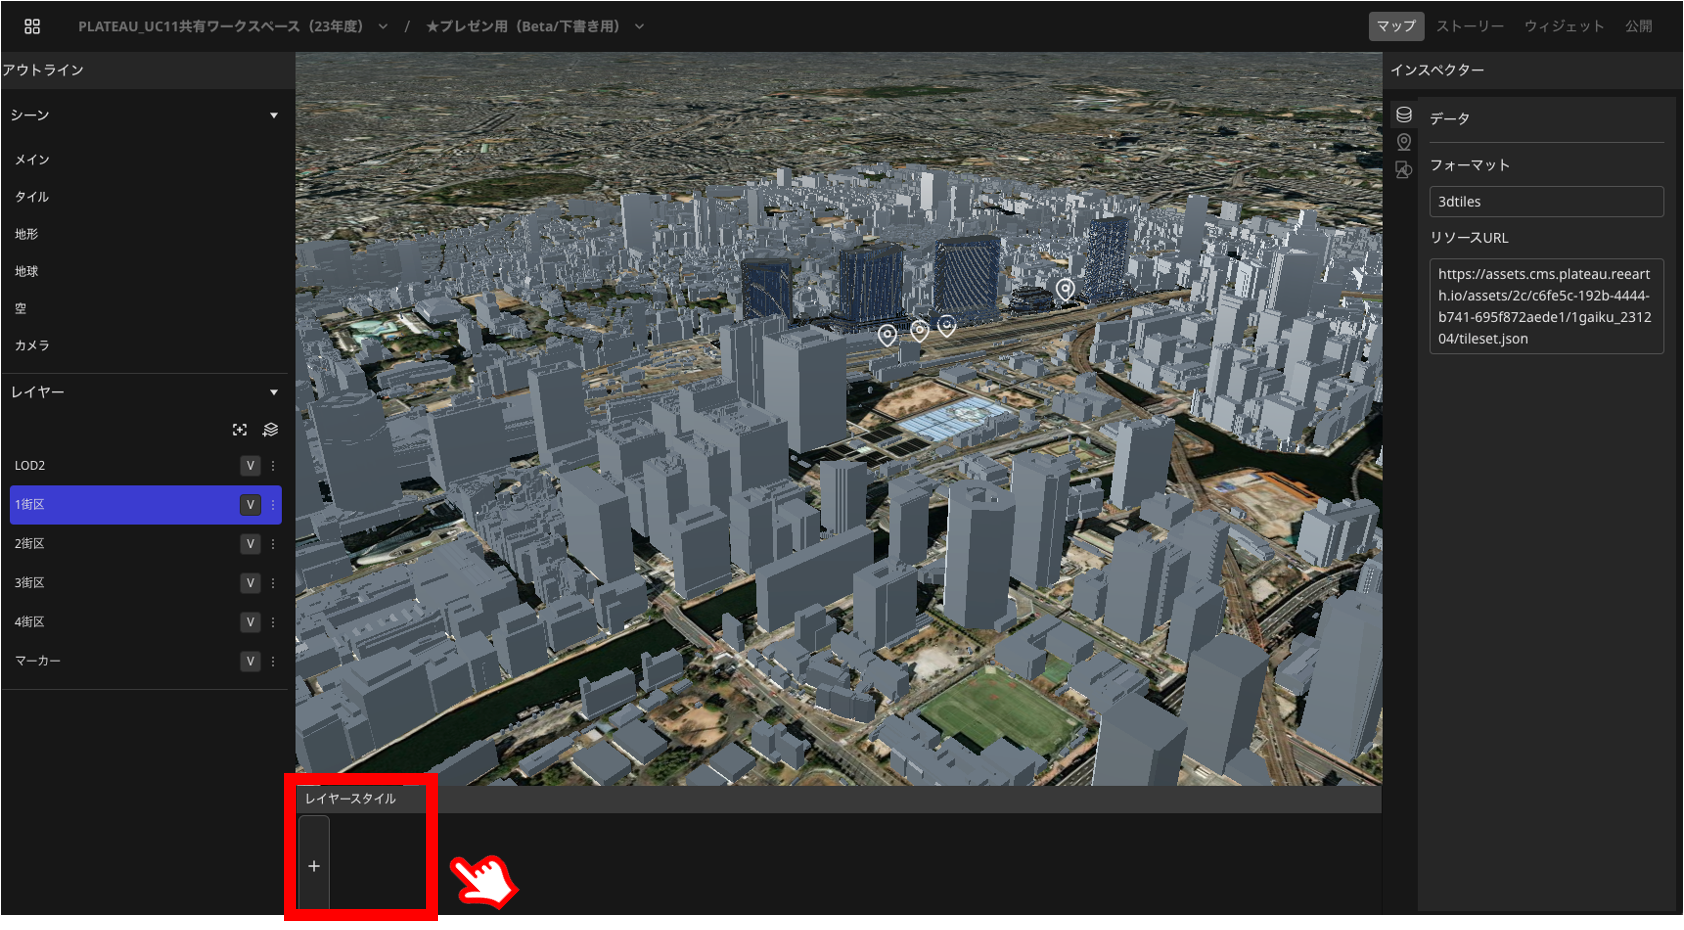 PLATEAU_UC11共有ワークスペース（23年度） / ★プレゼン用（Beta/下書き用）
マップ ストーリー ウィジェット 公開
アウトライン
シーン
メイン
タイル
地形
地球
空
カメラ
レイヤー
LOD2 V
1街区 V
2街区 V
3街区 V
4街区 V
マーカー V
レイヤースタイル
+
インスペクター
データ
フォーマット
3dtiles
リソースURL
https://assets.cms.plateau.reeart
h.io/assets/2c/c6fe5c-192b-4444-
b741-695f872aede1/1gaiku_2312
04/tileset.json